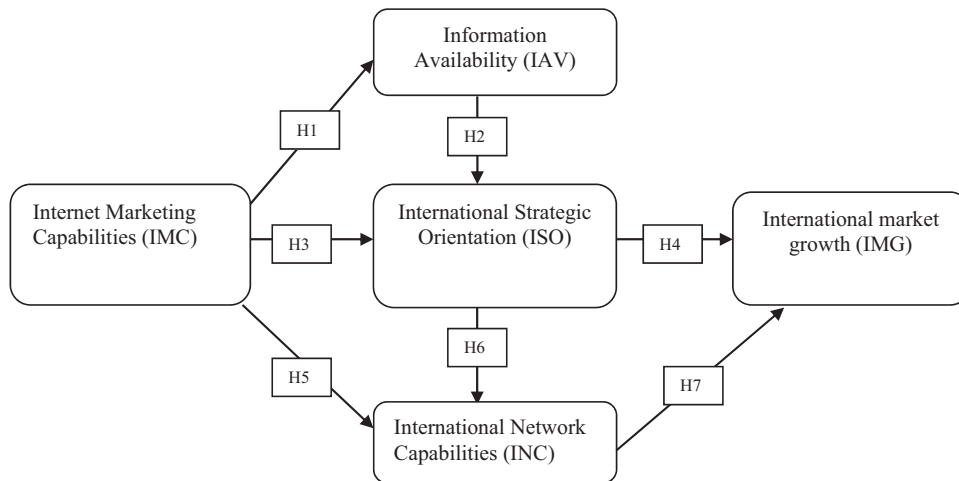 Information
Availability (IAV)
H1
H2
Internet Marketing
Capabilities (IMC)
International Strategic
Orientation (ISO)
International market
growth (IMG)
H3
H4
H6
H5
H7
International Network
Capabilities (INC)